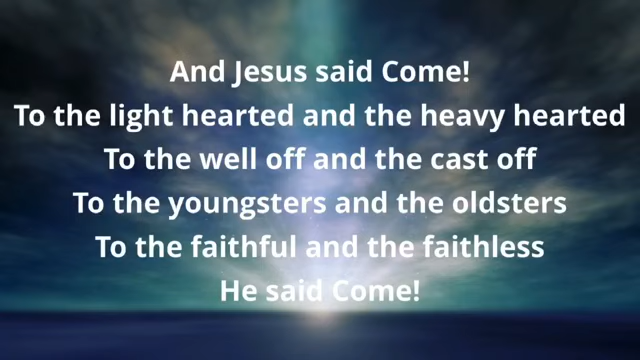 And Jesus said Come!
To the light hearted and the heavy hearted
To the well off and the cast off
To the youngsters and the oldsters
To the faithful and the faithless
He said Come!